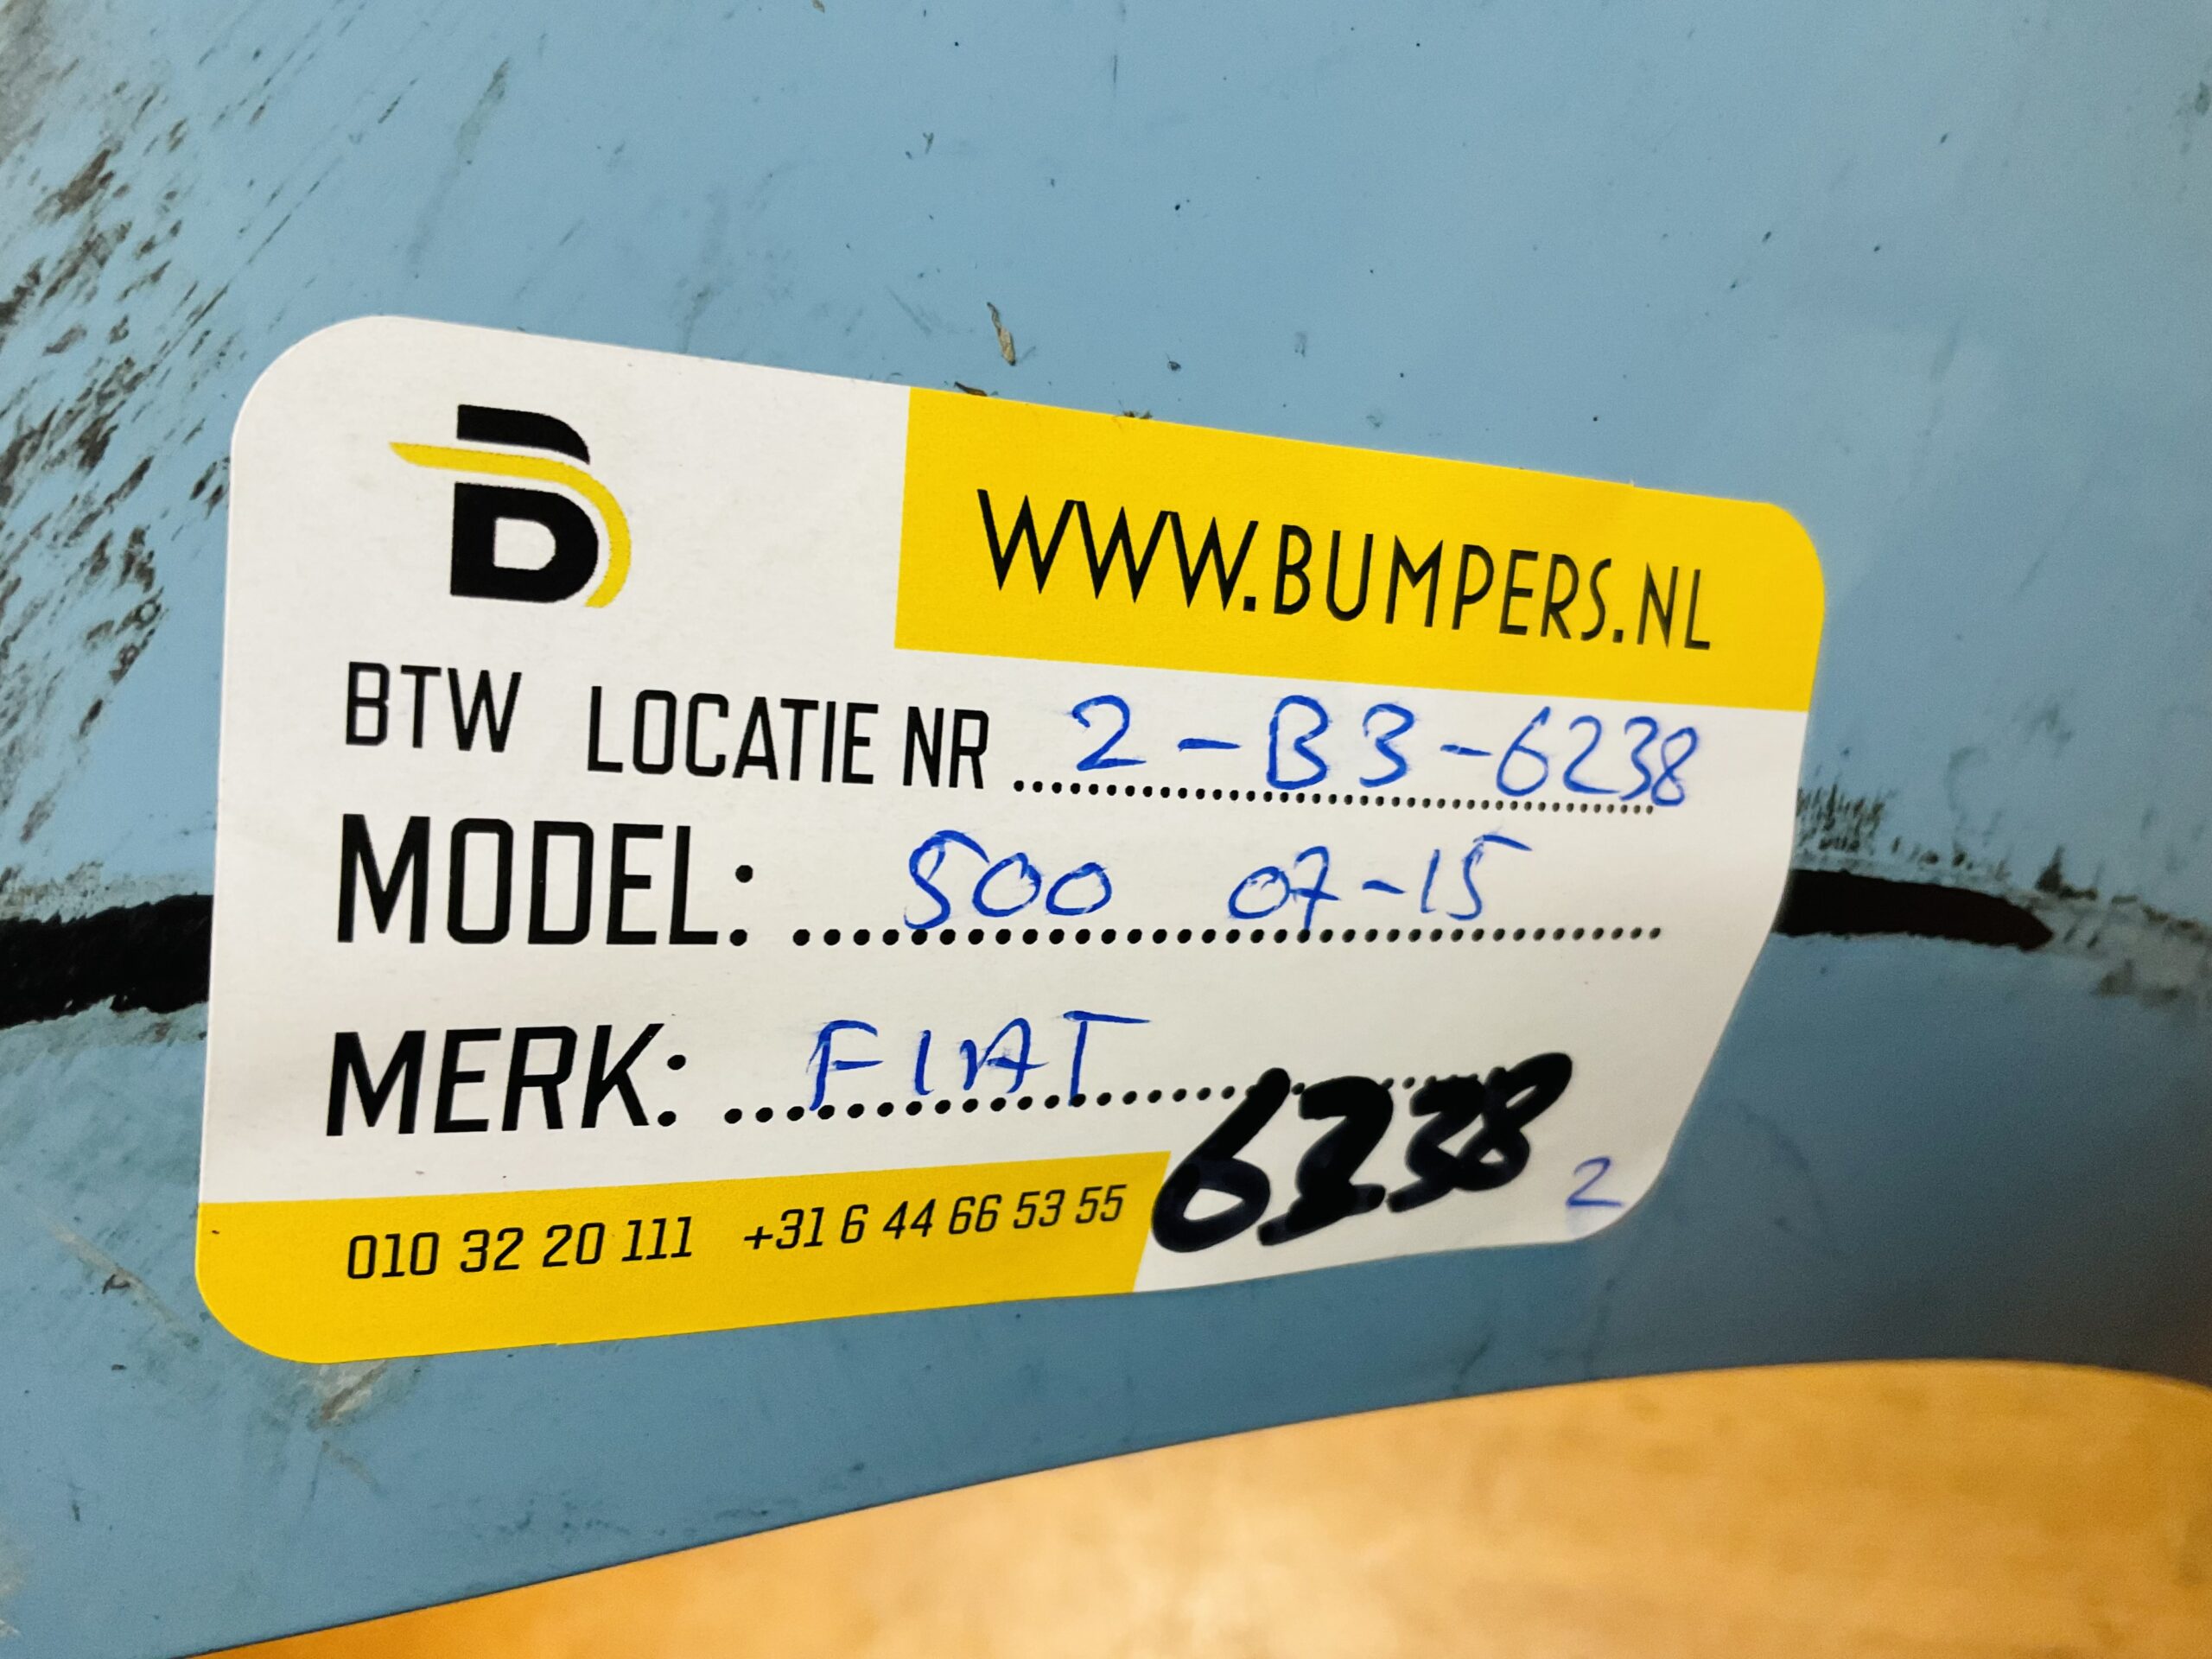 B
WWW.BUMPERS.NL
BTW LOCATIE NR 2-B3-6238
MODEL: 500 07-15
MERK: FIAT
6238
2
010 32 20 111 +31 6 44 66 53 55